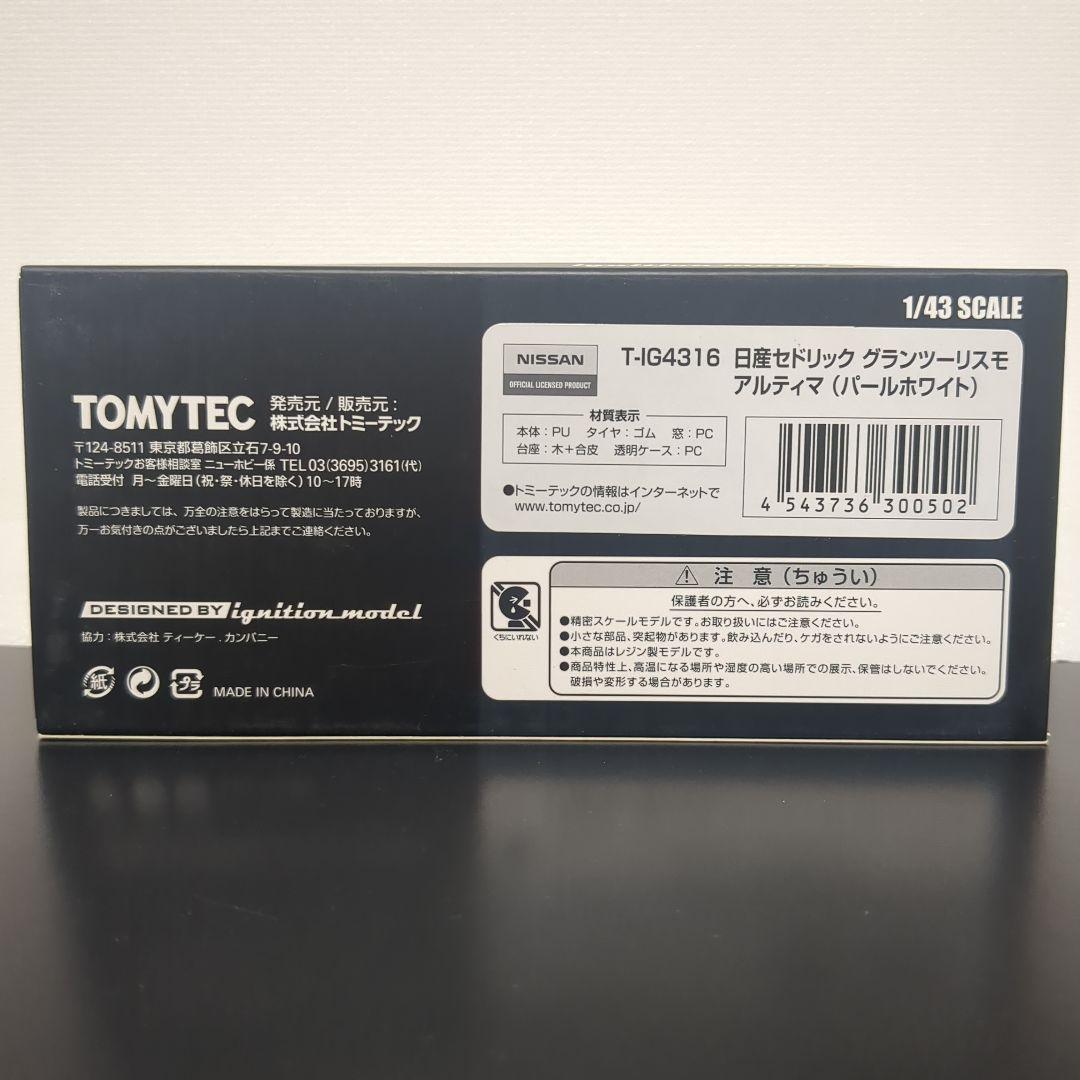 1/43 SCALE
TOMYTEC
発売元 / 販売元 :
株式会社トミーテック
〒124-8511 東京都葛飾区立石7-9-10
トミーテックお客様相談室 ニューホビー係 TEL 03(3695)3161(代)
電話受付 月～金曜日(祝・祭・休日を除く)10～17時
製品につきましては、万全の注意をはらって製造に当たっておりますが、
万一お気付きの点がございましたら上記までご連絡ください。
DESIGNED BY ignition model
協力：株式会社 ティーケー．カンパニー
紙
プラ
MADE IN CHINA
NISSAN
OFFICIAL LICENSED PRODUCT
T-IG4316 日産セドリック グランツーリスモ
アルティマ（パールホワイト）
材質表示
本体：PU タイヤ：ゴム 窓：PC
台座：木＋合皮 透明ケース：PC
●トミーテックの情報はインターネットで
www.tomytec.co.jp/
4 543736 300502
くちにいれない
注 意（ちゅうい）
保護者の方へ、必ずお読みください。
●精密スケールモデルです。お取り扱いにはご注意ください。
●小さな部品、突起物があります。飲み込んだり、ケガをされないようにご注意ください。
●本商品はレジン製モデルです。
●商品特性上、高温になる場所や湿度の高い場所での展示、保管はしないでください。
破損や変形する場合があります。